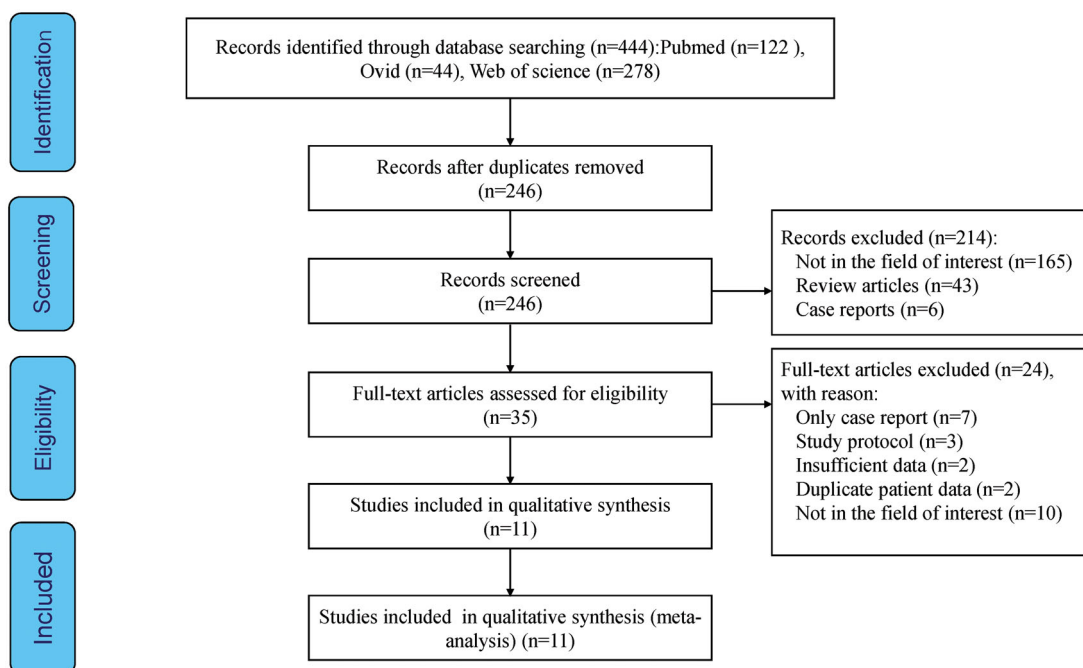 Identification
Records identified through database searching (n=444):Pubmed (n=122 ),
Ovid (n=44), Web of science (n=278)
Records after duplicates removed
(n=246)
Screening
Records screened
(n=246)
Records excluded (n=214):
Not in the field of interest (n=165)
Review articles (n=43)
Case reports (n=6)
Eligibility
Full-text articles assessed for eligibility
(n=35)
Full-text articles excluded (n=24),
with reason:
Only case report (n=7)
Study protocol (n=3)
Insufficient data (n=2)
Duplicate patient data (n=2)
Not in the field of interest (n=10)
Studies included in qualitative synthesis
(n=11)
Included
Studies included in qualitative synthesis (meta-
analysis) (n=11)